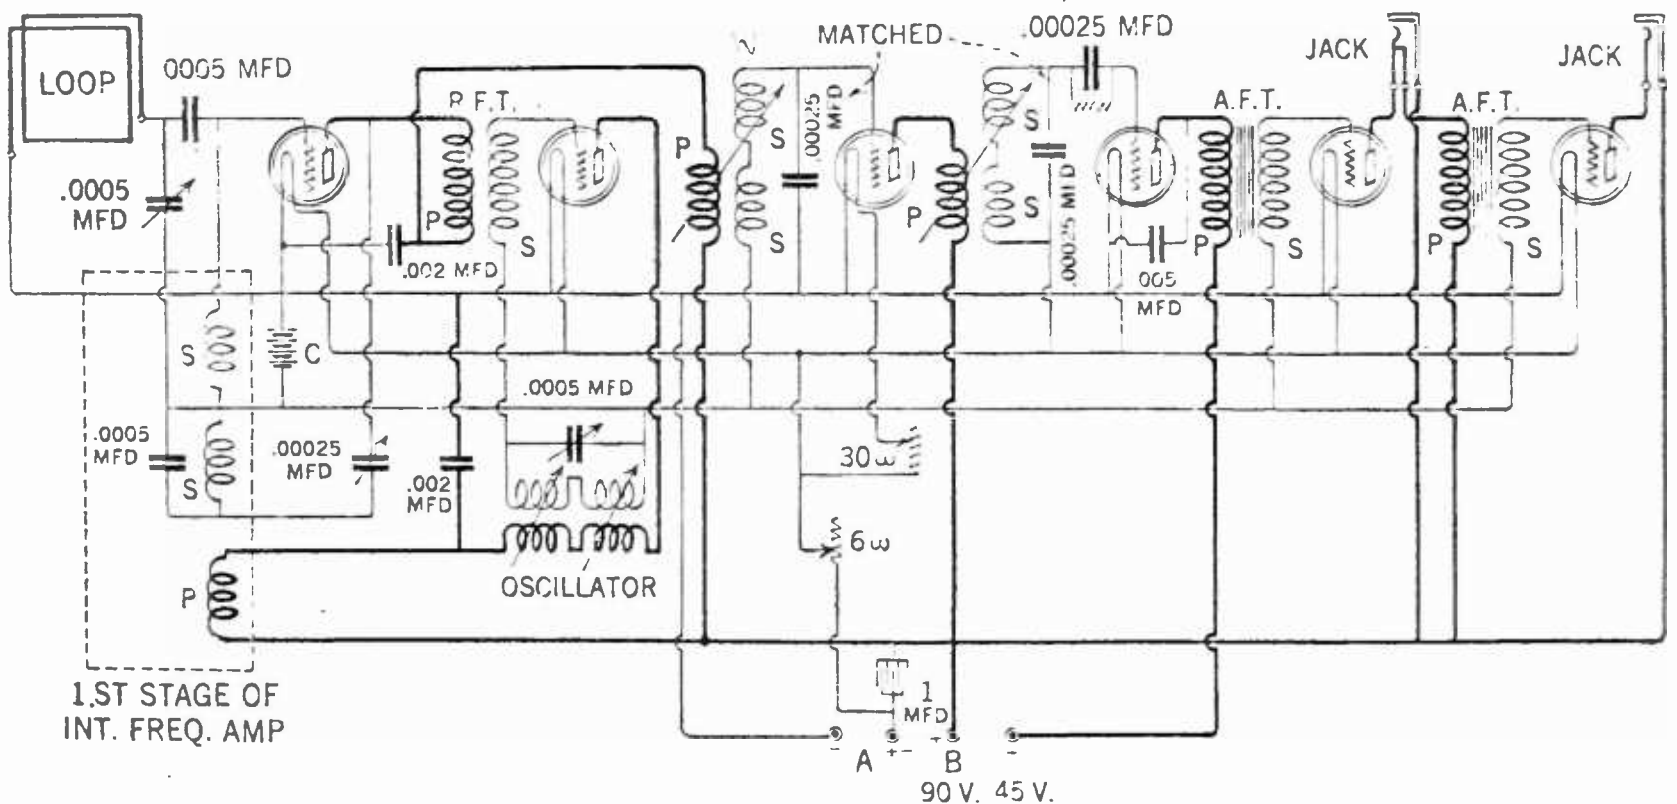 LOOP
.0005 MFD
MATCHED
.00025 MFD
JACK
JACK
R.F.T.
A.F.T.
A.F.T.
.0005
MFD
P
S
P
S
S
.00025
MFD
P
S
S
.00025 MFD
P
S
P
S
.002 MFD
005
MFD
S
C
.0005 MFD
.0005
MFD
S
.00025
MFD
.002
MFD
30ω
6ω
P
OSCILLATOR
1.ST STAGE OF
INT. FREQ. AMP
1
MFD
- A +- + B +
90 V. 45 V.